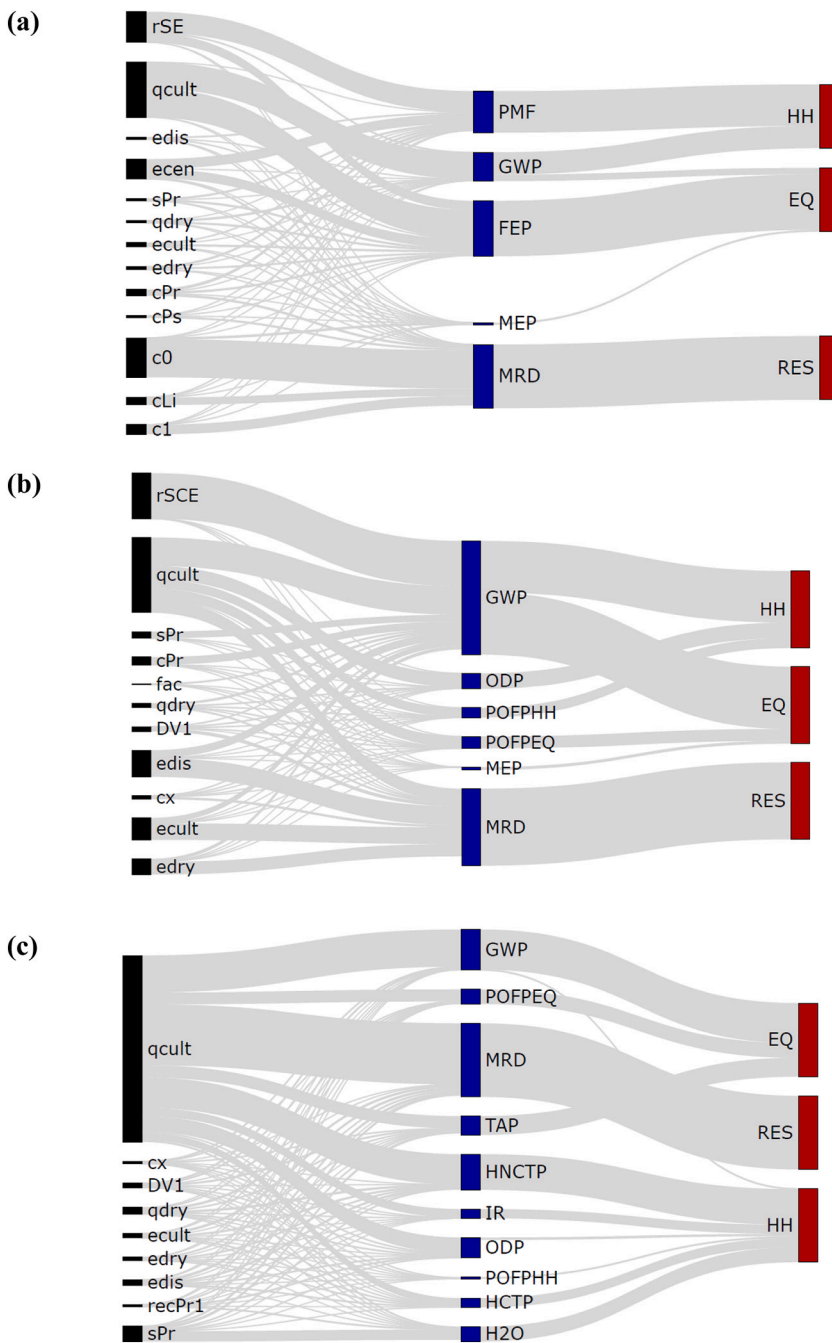 (a)
rSE
qcult
edis
ecen
sPr
qdry
ecult
edry
cPr
cPs
c0
cLi
c1
PMF
GWP
FEP
MEP
MRD
HH
EQ
RES
(b)
rSCE
qcult
sPr
cPr
fac
qdry
DV1
edis
cx
ecult
edry
GWP
ODP
POFPHH
POFPEQ
MEP
MRD
HH
EQ
RES
(c)
qcult
cx
DV1
qdry
ecult
edry
edis
recPr1
sPr
GWP
POFPEQ
MRD
TAP
HNCTP
IR
ODP
POFPHH
HCTP
H2O
EQ
RES
HH